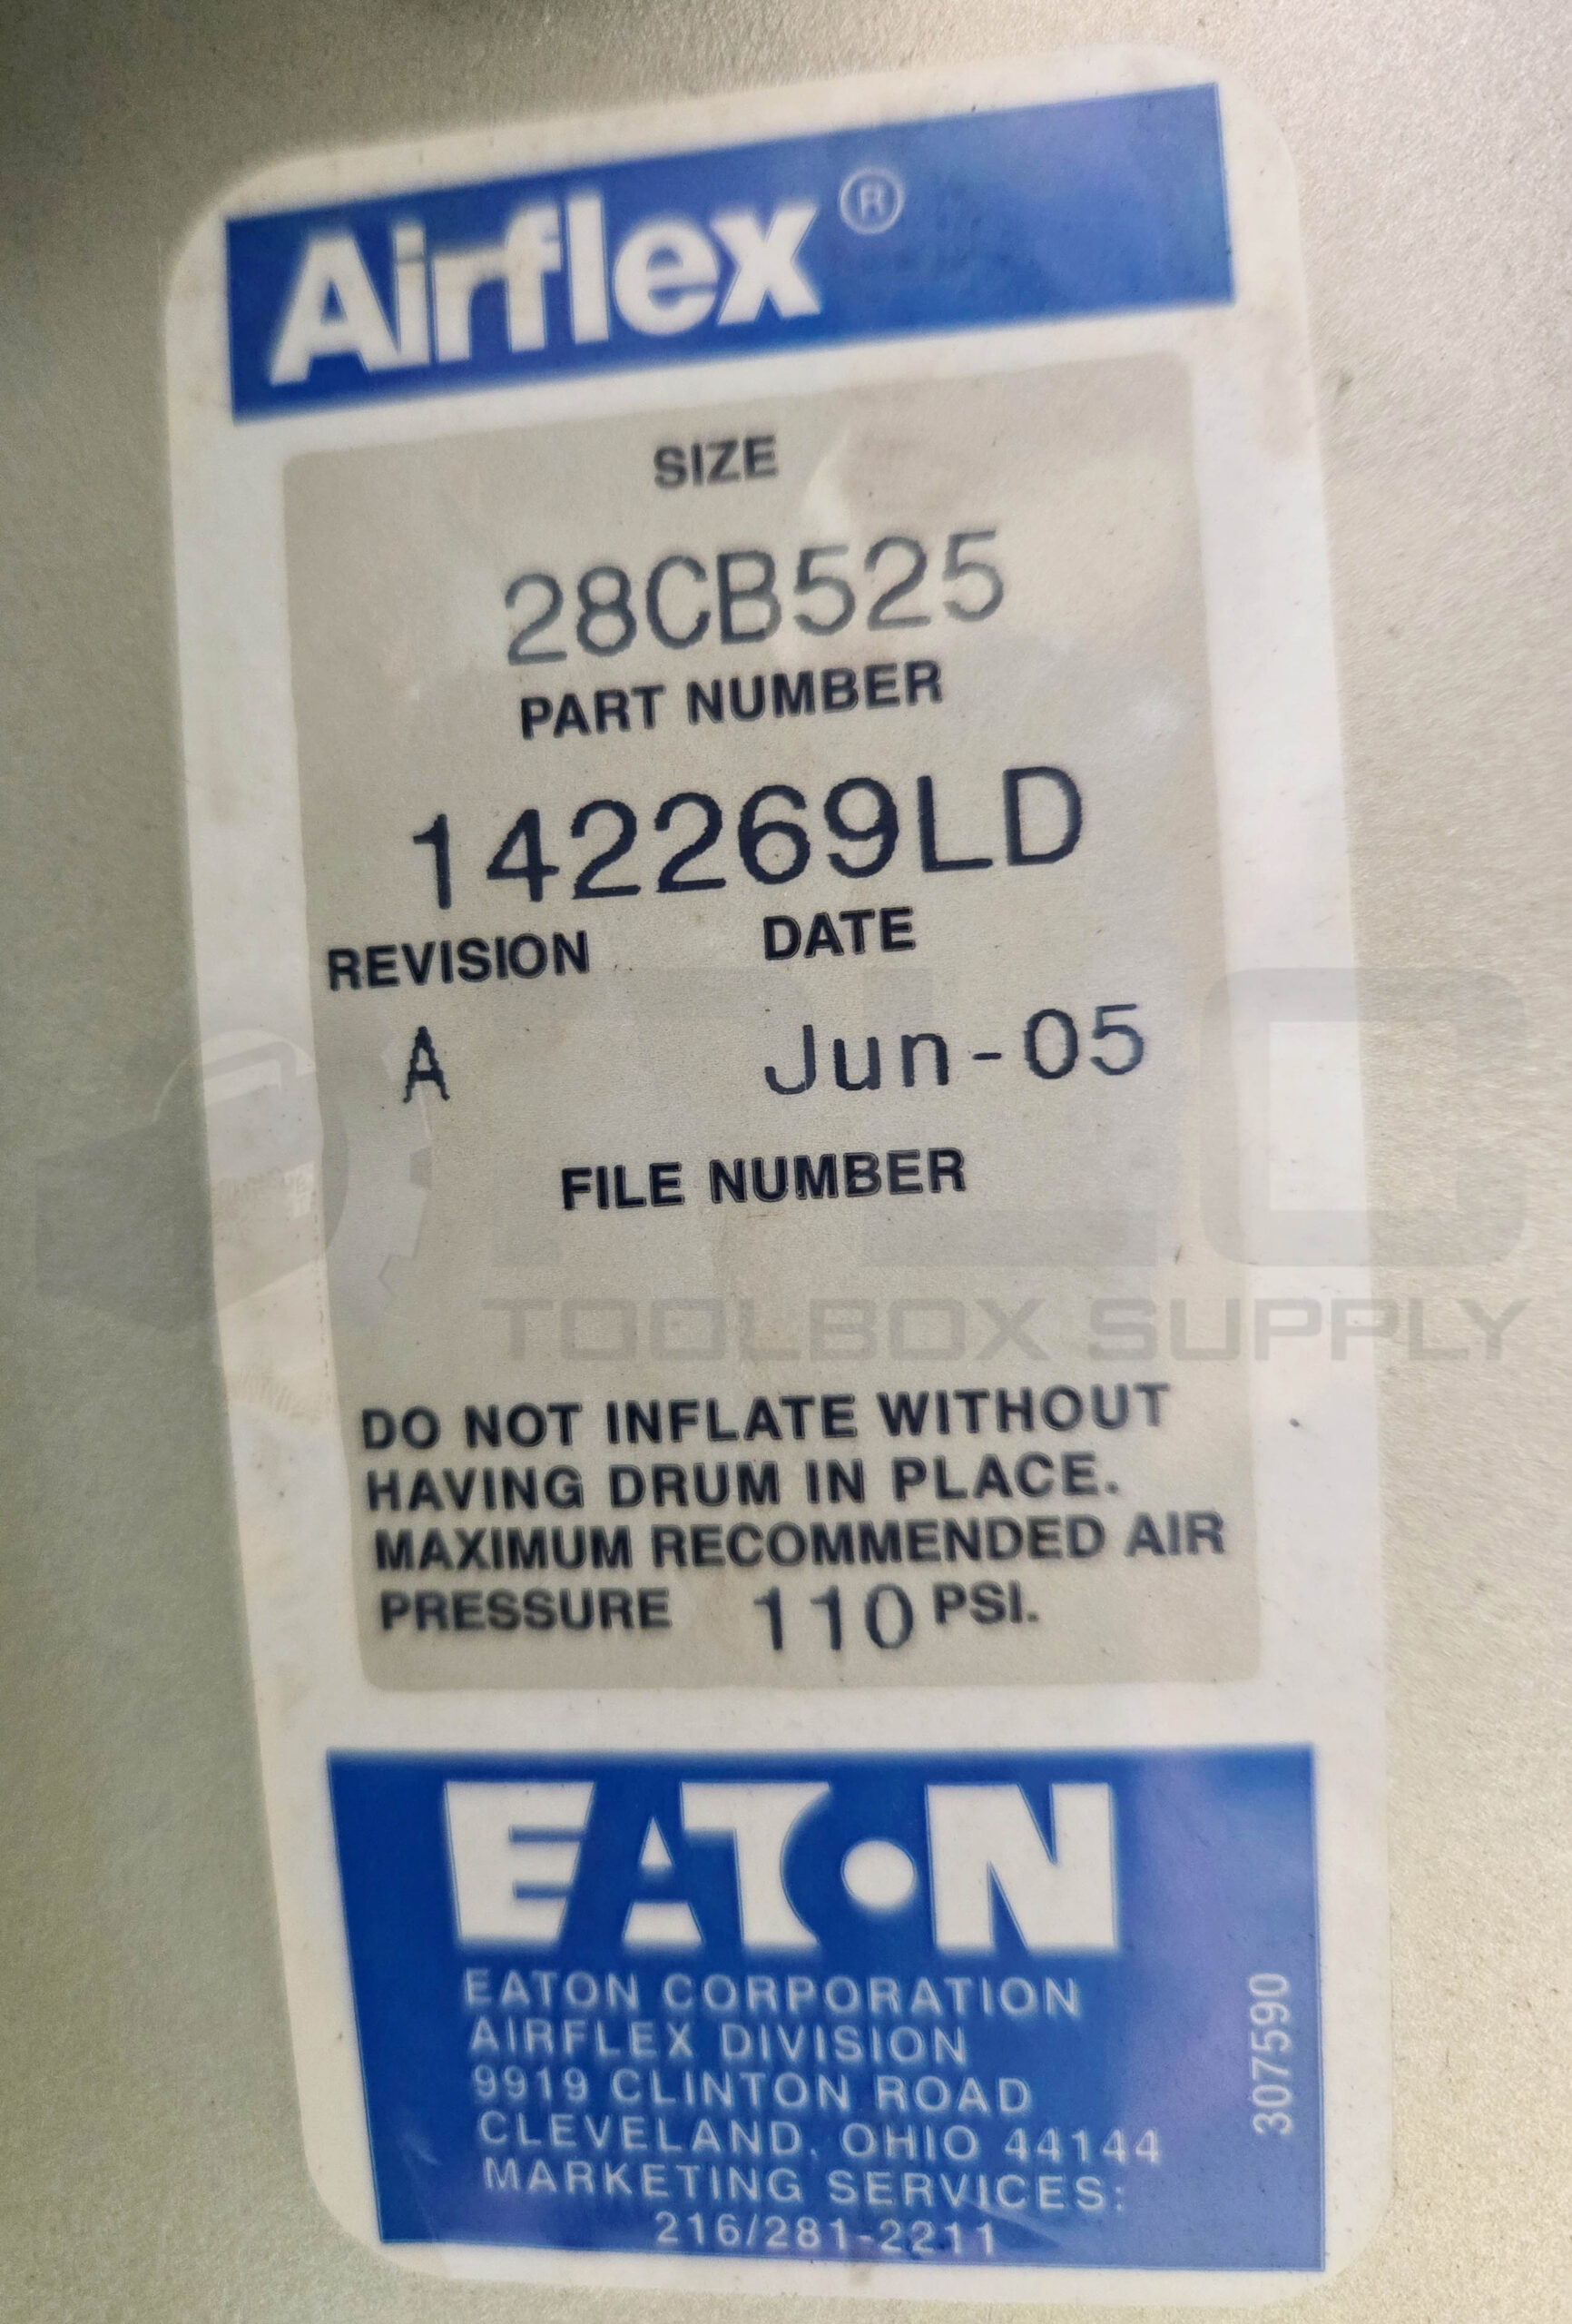 Airflex®
SIZE
28CB525
PART NUMBER
142269LD
REVISION DATE
A Jun-05
FILE NUMBER
TOOLBOX SUPPLY
DO NOT INFLATE WITHOUT
HAVING DRUM IN PLACE.
MAXIMUM RECOMMENDED AIR
PRESSURE 110 PSI.
EATON
EATON CORPORATION
AIRFLEX DIVISION
9919 CLINTON ROAD
CLEVELAND, OHIO 44144
MARKETING SERVICES:
216/281-2211
307590